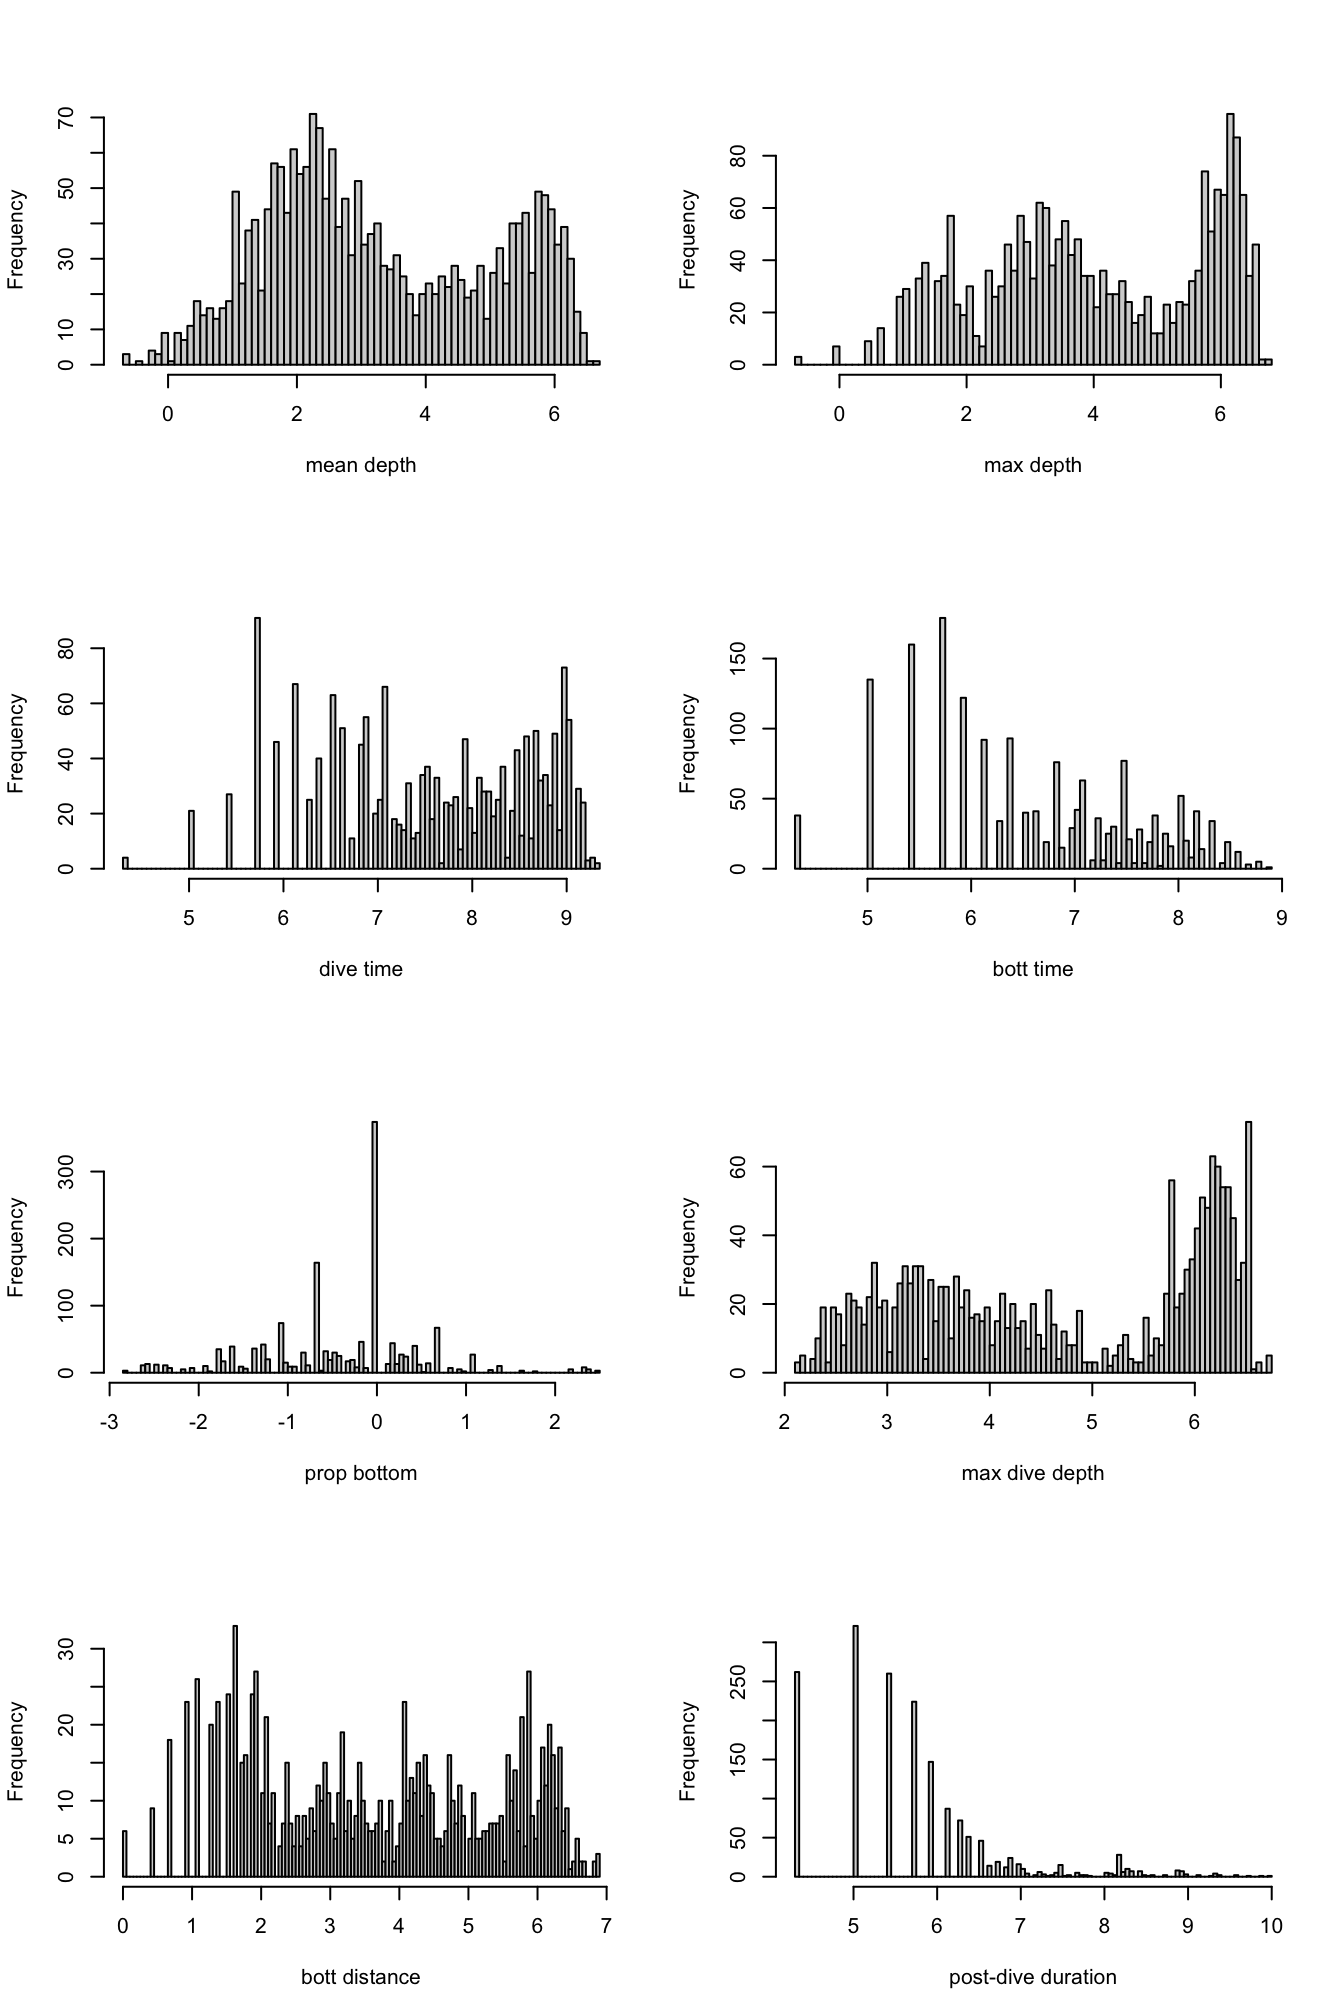 Frequency
70
50
30
10
0
0 2 4 6
mean depth
Frequency
80
60
40
20
0
0 2 4 6
max depth
Frequency
80
60
40
20
0
5 6 7 8 9
dive time
Frequency
150
100
50
0
5 6 7 8 9
bott time
Frequency
300
200
100
0
-3 -2 -1 0 1 2
prop bottom
Frequency
60
40
20
0
2 3 4 5 6
max dive depth
Frequency
30
20
10
5
0
0 1 2 3 4 5 6 7
bott distance
Frequency
250
150
50
0
5 6 7 8 9 10
post-dive duration